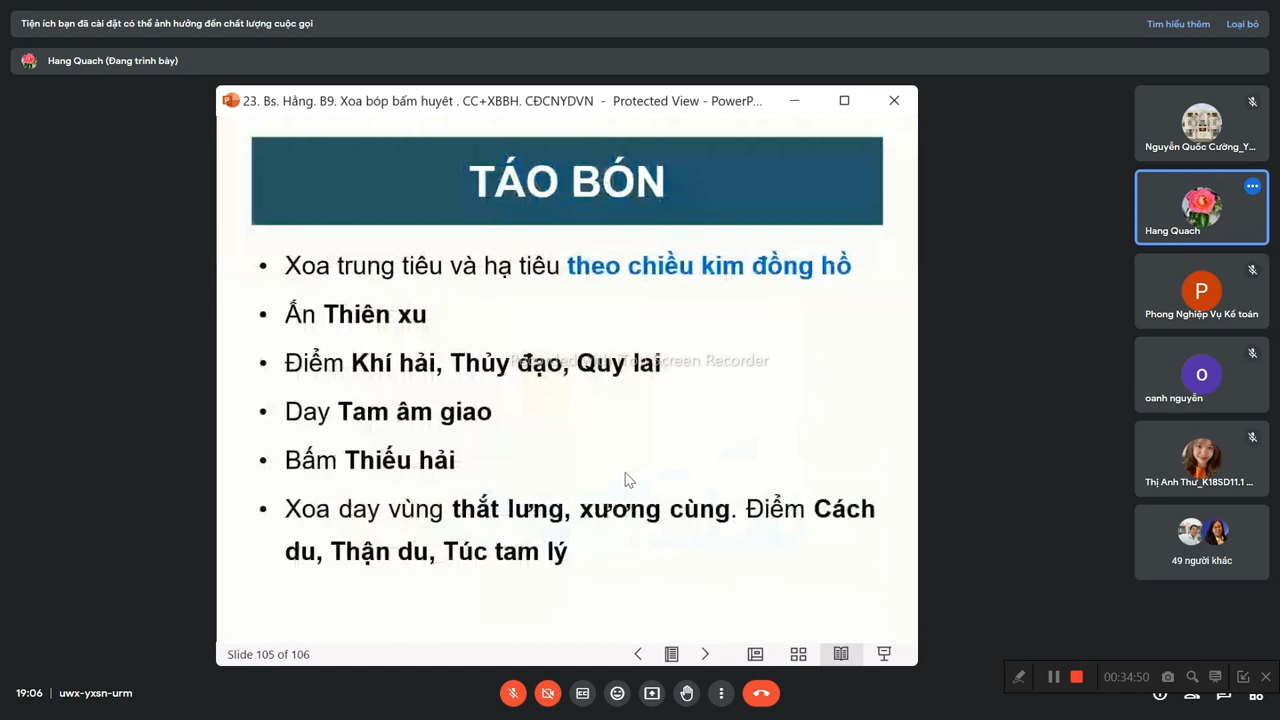 Tiện ích bạn đã cài đặt có thể ảnh hưởng đến chất lượng cuộc gọi
Tìm hiểu thêm
Loại bỏ
Hang Quach (Đang trình bày)
23. Bs. Hằng. B9. Xoa bóp bấm huyệt . CC+XBBH. CĐCNYDVN - Protected View - PowerP...
TÁO BÓN
• Xoa trung tiêu và hạ tiêu theo chiều kim đồng hồ
• Ấn Thiên xu
• Điểm Khí hải, Thủy đạo, Quy lai
• Day Tam âm giao
• Bấm Thiếu hải
• Xoa day vùng thắt lưng, xương cùng. Điểm Cách
du, Thận du, Túc tam lý
Screen Recorder
Slide 105 of 106
Nguyễn Quốc Cường_Y...
Hang Quach
P
Phong Nghiệp Vụ Kế toán
o
oanh nguyễn
Thị Anh Thư_K18SD11.1 ...
49 người khác
19:06 | uwx-yxsn-urm
00:34:50